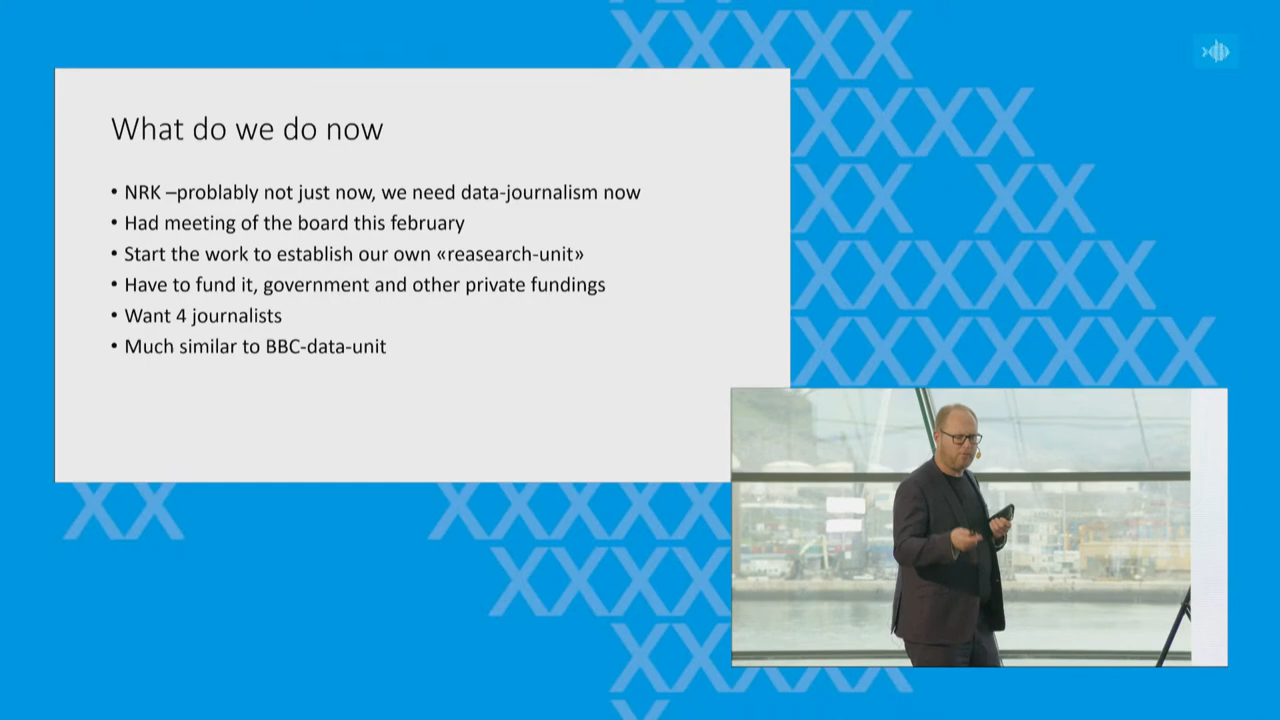 What do we do now
• NRK –problably not just now, we need data-journalism now
• Had meeting of the board this february
• Start the work to establish our own «reasearch-unit»
• Have to fund it, government and other private fundings
• Want 4 journalists
• Much similar to BBC-data-unit